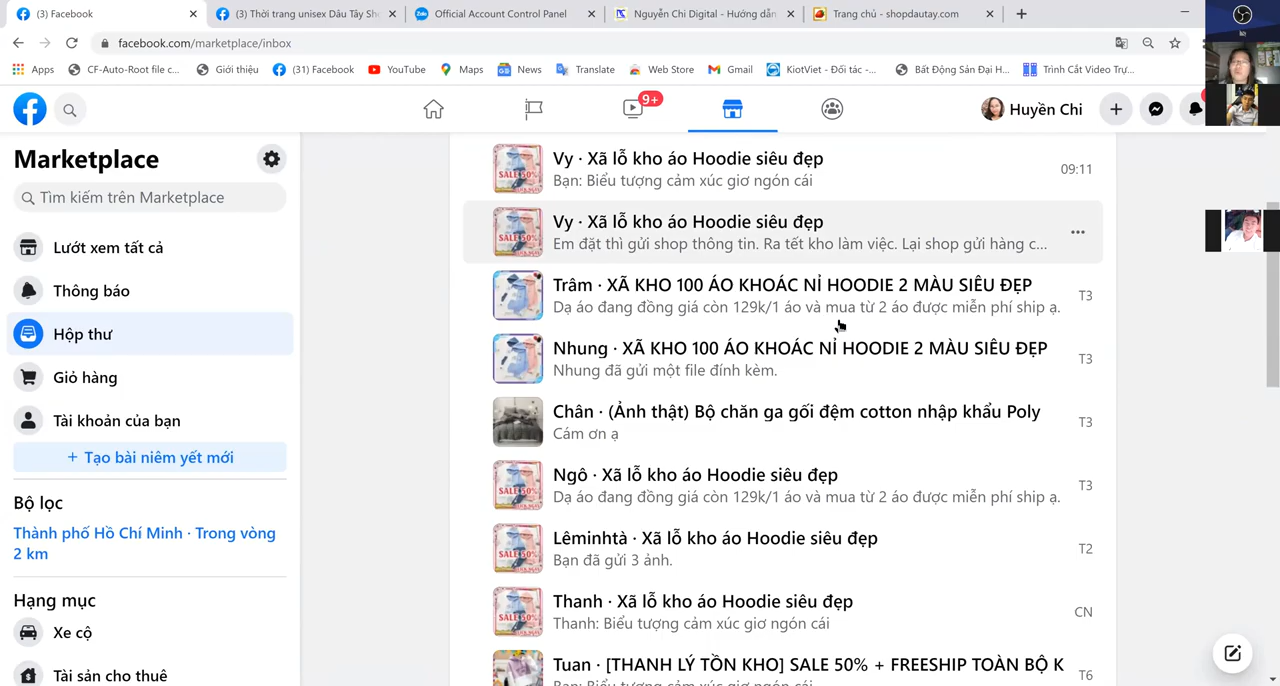 (3) Facebook
(3) Thời trang unisex Dâu Tây Sh
Official Account Control Panel
Nguyễn Chi Digital - Hướng dẫn
Trang chủ - shopdautay.com
facebook.com/marketplace/inbox
Apps
CF-Auto-Root file c...
Giới thiệu
(31) Facebook
YouTube
Maps
News
Translate
Web Store
Gmail
KiotViet - Đối tác -...
Bất Động Sản Đại H...
Trình Cắt Video Trự...
9+
Huyền Chi
Marketplace
Tìm kiếm trên Marketplace
Lướt xem tất cả
Thông báo
Hộp thư
Giỏ hàng
Tài khoản của bạn
+ Tạo bài niêm yết mới
Bộ lọc
Thành phố Hồ Chí Minh · Trong vòng
2 km
Hạng mục
Xe cộ
Tài sản cho thuê
Vy · Xã lỗ kho áo Hoodie siêu đẹp
Bạn: Biểu tượng cảm xúc giơ ngón cái
09:11
Vy · Xã lỗ kho áo Hoodie siêu đẹp
Em đặt thì gửi shop thông tin. Ra tết kho làm việc. Lại shop gửi hàng c...
Trâm · XÃ KHO 100 ÁO KHOÁC NỈ HOODIE 2 MÀU SIÊU ĐẸP
Dạ áo đang đồng giá còn 129k/1 áo và mua từ 2 áo được miễn phí ship ạ.
T3
Nhung · XÃ KHO 100 ÁO KHOÁC NỈ HOODIE 2 MÀU SIÊU ĐẸP
Nhung đã gửi một file đính kèm.
T3
Chân · (Ảnh thật) Bộ chăn ga gối đệm cotton nhập khẩu Poly
Cám ơn ạ
T3
Ngô · Xã lỗ kho áo Hoodie siêu đẹp
Dạ áo đang đồng giá còn 129k/1 áo và mua từ 2 áo được miễn phí ship ạ.
T3
Lêminhtà · Xã lỗ kho áo Hoodie siêu đẹp
Bạn đã gửi 3 ảnh.
T2
Thanh · Xã lỗ kho áo Hoodie siêu đẹp
Thanh: Biểu tượng cảm xúc giơ ngón cái
CN
Tuan · [THANH LÝ TỒN KHO] SALE 50% + FREESHIP TOÀN BỘ K
Bạn: Biểu tượng cảm xúc giơ ngón cái
T6